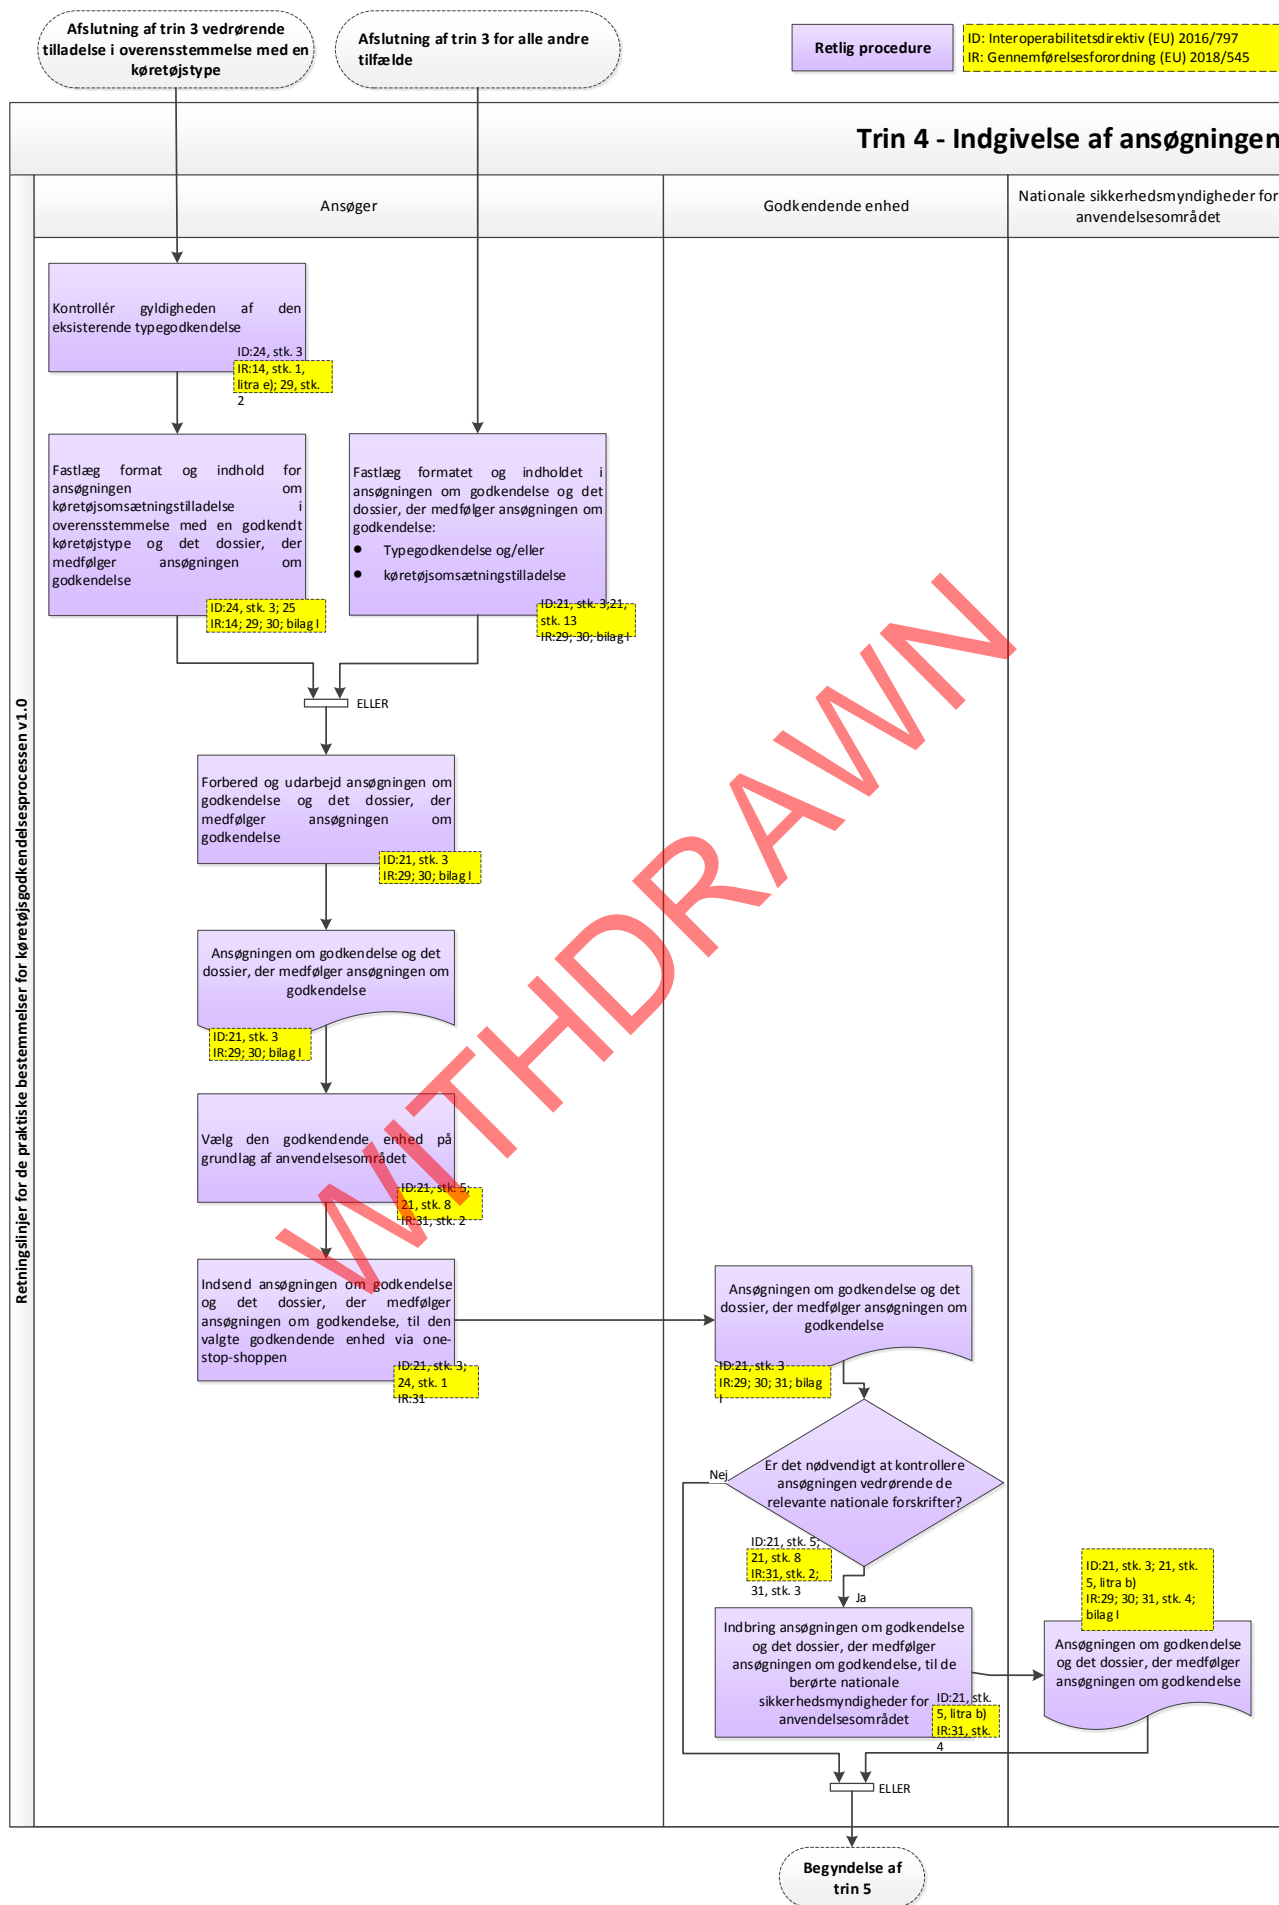 Afslutning af trin 3 vedrørende
tilladelse i overensstemmelse med en
køretøjstype
Afslutning af trin 3 for alle andre
tilfælde
Retlig procedure
ID: Interoperabilitetsdirektiv (EU) 2016/797
IR: Gennemførelsesforordning (EU) 2018/545
Trin 4 - Indgivelse af ansøgningen
Retningslinjer for de praktiske bestemmelser for køretøjsgodkendelsesprocessen v1.0
Ansøger
Godkendende enhed
Nationale sikkerhedsmyndigheder for
anvendelsesområdet
Kontrollér gyldigheden af den
eksisterende typegodkendelse
ID:24, stk. 3
IR:14, stk. 1,
litra e); 29, stk.
2
Fastlæg format og indhold for
ansøgningen om
køretøjsomsætningstilladelse i
overensstemmelse med en godkendt
køretøjstype og det dossier, der
medfølger ansøgningen om
godkendelse
ID:24, stk. 3; 25
IR:14; 29; 30; bilag I
Fastlæg formatet og indholdet i
ansøgningen om godkendelse og det
dossier, der medfølger ansøgningen om
godkendelse:
● Typegodkendelse og/eller
● køretøjsomsætningstilladelse
ID:21, stk. 3;21,
stk. 13
IR:29; 30; bilag I
ELLER
Forbered og udarbejd ansøgningen om
godkendelse og det dossier, der
medfølger ansøgningen om
godkendelse
ID:21, stk. 3
IR:29; 30; bilag I
Ansøgningen om godkendelse og det
dossier, der medfølger ansøgningen om
godkendelse
ID:21, stk. 3
IR:29; 30; bilag I
Vælg den godkendende enhed på
grundlag af anvendelsesområdet
ID:21, stk. 5;
21, stk. 8
IR:31, stk. 2
Indsend ansøgningen om godkendelse
og det dossier, der medfølger
ansøgningen om godkendelse, til den
valgte godkendende enhed via one-
stop-shoppen
ID:21, stk. 3;
24, stk. 1
IR:31
Ansøgningen om godkendelse og det
dossier, der medfølger ansøgningen om
godkendelse
ID:21, stk. 3
IR:29; 30; 31; bilag
I
Er det nødvendigt at kontrollere
ansøgningen vedrørende de
relevante nationale forskrifter?
Nej
ID:21, stk. 5;
21, stk. 8
IR:31, stk. 2;
31, stk. 3
Ja
Indbring ansøgningen om godkendelse
og det dossier, der medfølger
ansøgningen om godkendelse, til de
berørte nationale
sikkerhedsmyndigheder for
anvendelsesområdet
ID:21, stk.
5, litra b)
IR:31, stk.
4
ID:21, stk. 3; 21, stk.
5, litra b)
IR:29; 30; 31, stk. 4;
bilag I
Ansøgningen om godkendelse
og det dossier, der medfølger
ansøgningen om godkendelse
ELLER
Begyndelse af
trin 5
WITHDRAWN